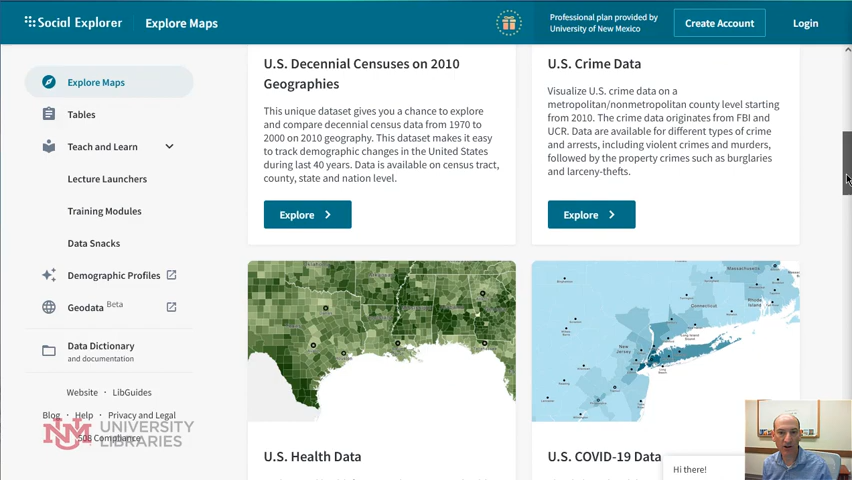 Social Explorer
Explore Maps
Professional plan provided by
University of New Mexico
Create Account
Login
Explore Maps
Tables
Teach and Learn
Lecture Launchers
Training Modules
Data Snacks
Demographic Profiles
Geodata Beta
Data Dictionary
and documentation
Website · LibGuides
Blog · Help · Privacy and Legal
508 Compliance
UNIVERSITY
LIBRARIES
U.S. Decennial Censuses on 2010
Geographies
This unique dataset gives you a chance to explore
and compare decennial census data from 1970 to
2000 on 2010 geography. This dataset makes it easy
to track demographic changes in the United States
during last 40 years. Data is available on census tract,
county, state and nation level.
Explore
U.S. Crime Data
Visualize U.S. crime data on a
metropolitan/nonmetropolitan county level starting
from 2010. The crime data originates from FBI and
UCR. Data are available for different types of crime
and arrests, including violent crimes and murders,
followed by the property crimes such as burglaries
and larceny-thefts.
Explore
Massachusetts
Connecticut
Rhode
Island
New
Jersey
U.S. Health Data
U.S. COVID-19 Data
Hi there!